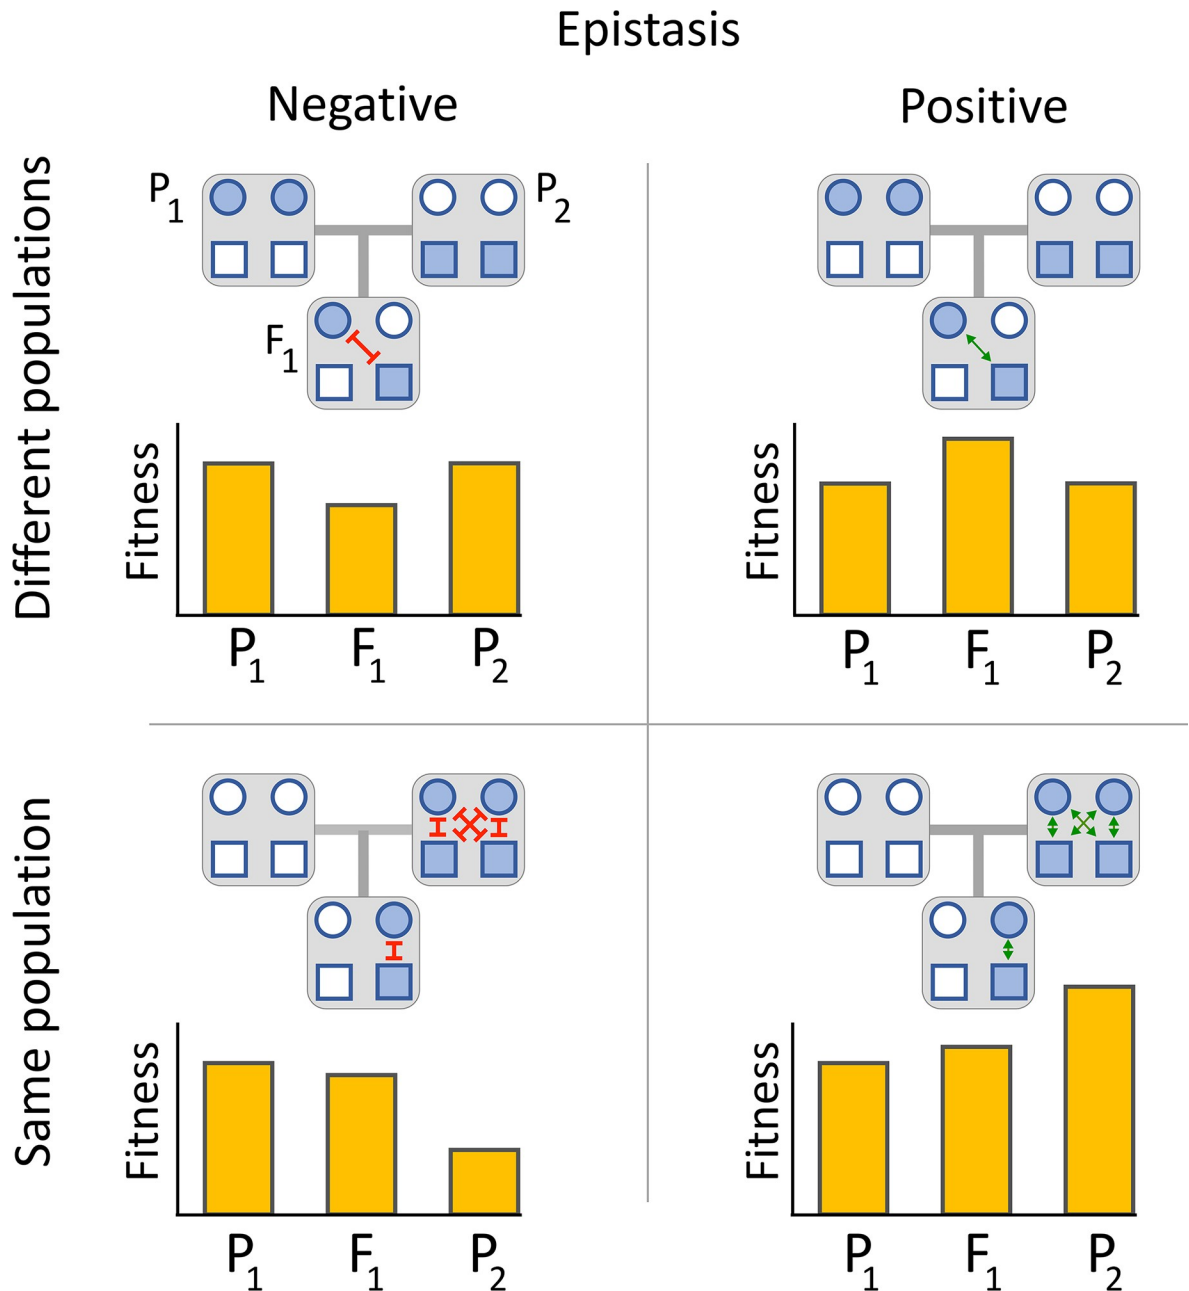 Epistasis
Negative
Positive
Different populations
P1
P2
F1
Fitness
P1 F1 P2
Fitness
P1 F1 P2
Same population
Fitness
P1 F1 P2
Fitness
P1 F1 P2